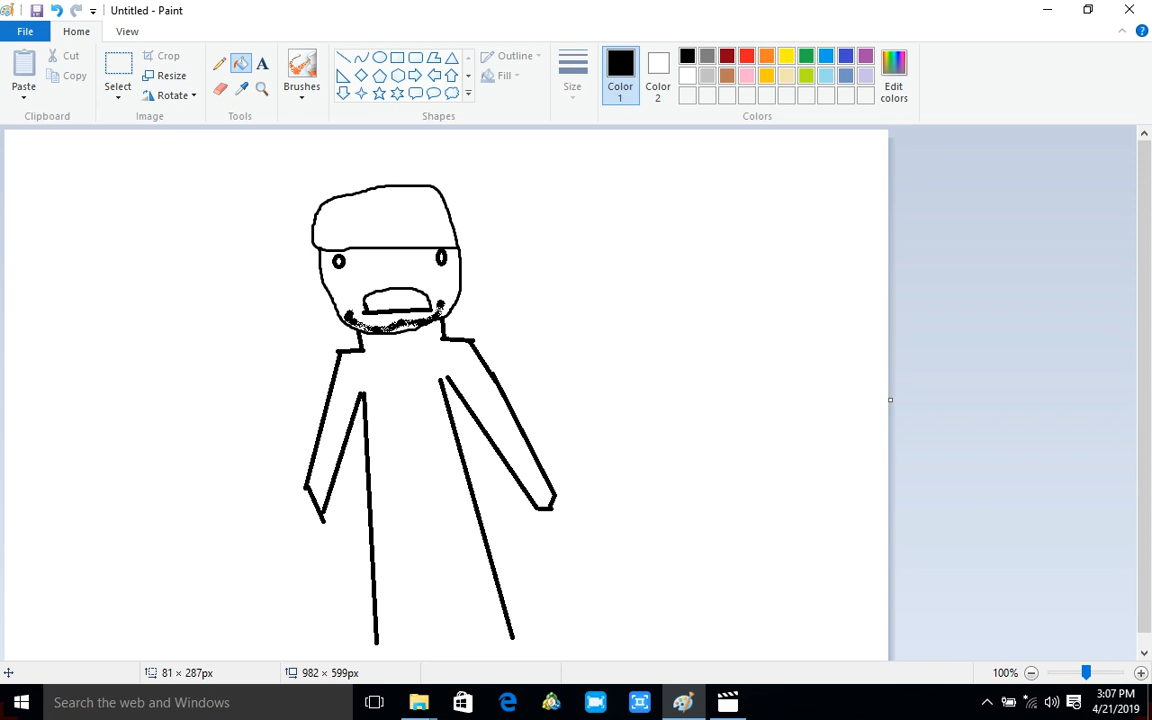 Untitled - Paint
File Home View
Paste
Cut
Copy
Clipboard
Select
Crop
Resize
Rotate
Image
A
Tools
Brushes
Outline
Fill
Shapes
Size
Color 1
Color 2
Edit colors
Colors
81 × 287px
982 × 599px
100%
Search the web and Windows
3:07 PM
4/21/2019